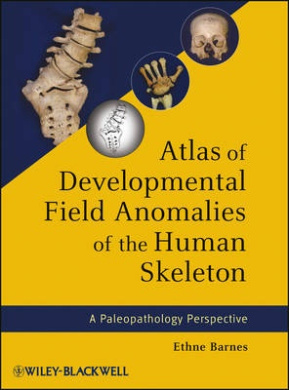 Atlas of
Developmental
Field Anomalies
of the Human
Skeleton
A Paleopathology Perspective
Ethne Barnes
WILEY-BLACKWELL